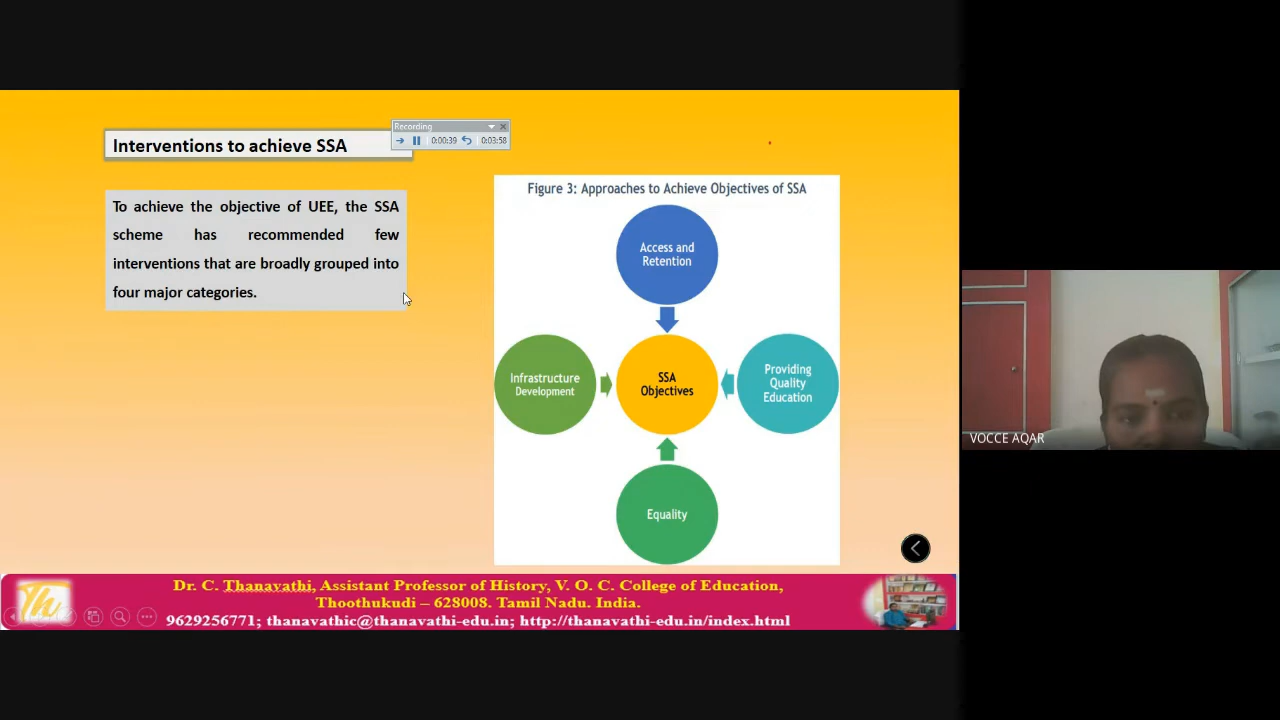 Interventions to achieve SSA
Recording
0:00:39
0:03:58
To achieve the objective of UEE, the SSA
scheme has recommended few
interventions that are broadly grouped into
four major categories.
Figure 3: Approaches to Achieve Objectives of SSA
Access and
Retention
Infrastructure
Development
SSA
Objectives
Providing
Quality
Education
Equality
VOCCE AQAR
Th
Dr. C. Thanavathi, Assistant Professor of History, V. O. C. College of Education,
Thoothukudi – 628008. Tamil Nadu. India.
9629256771; thanavathic@thanavathi-edu.in; http://thanavathi-edu.in/index.html